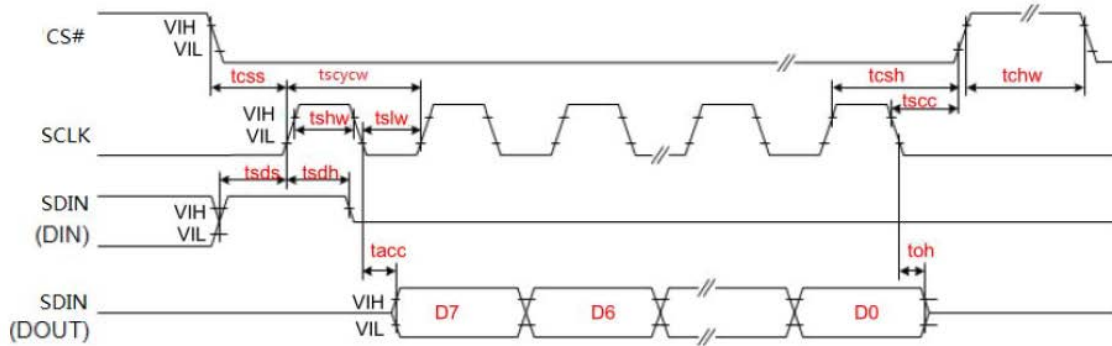 CS#
VIH
VIL
tcss
tscycw
tcsh
tchw
tscc
SCLK
VIH
VIL
tshw
tslw
tsds
tsdh
SDIN
(DIN)
VIH
VIL
tacc
toh
SDIN
(DOUT)
VIH
VIL
D7
D6
D0